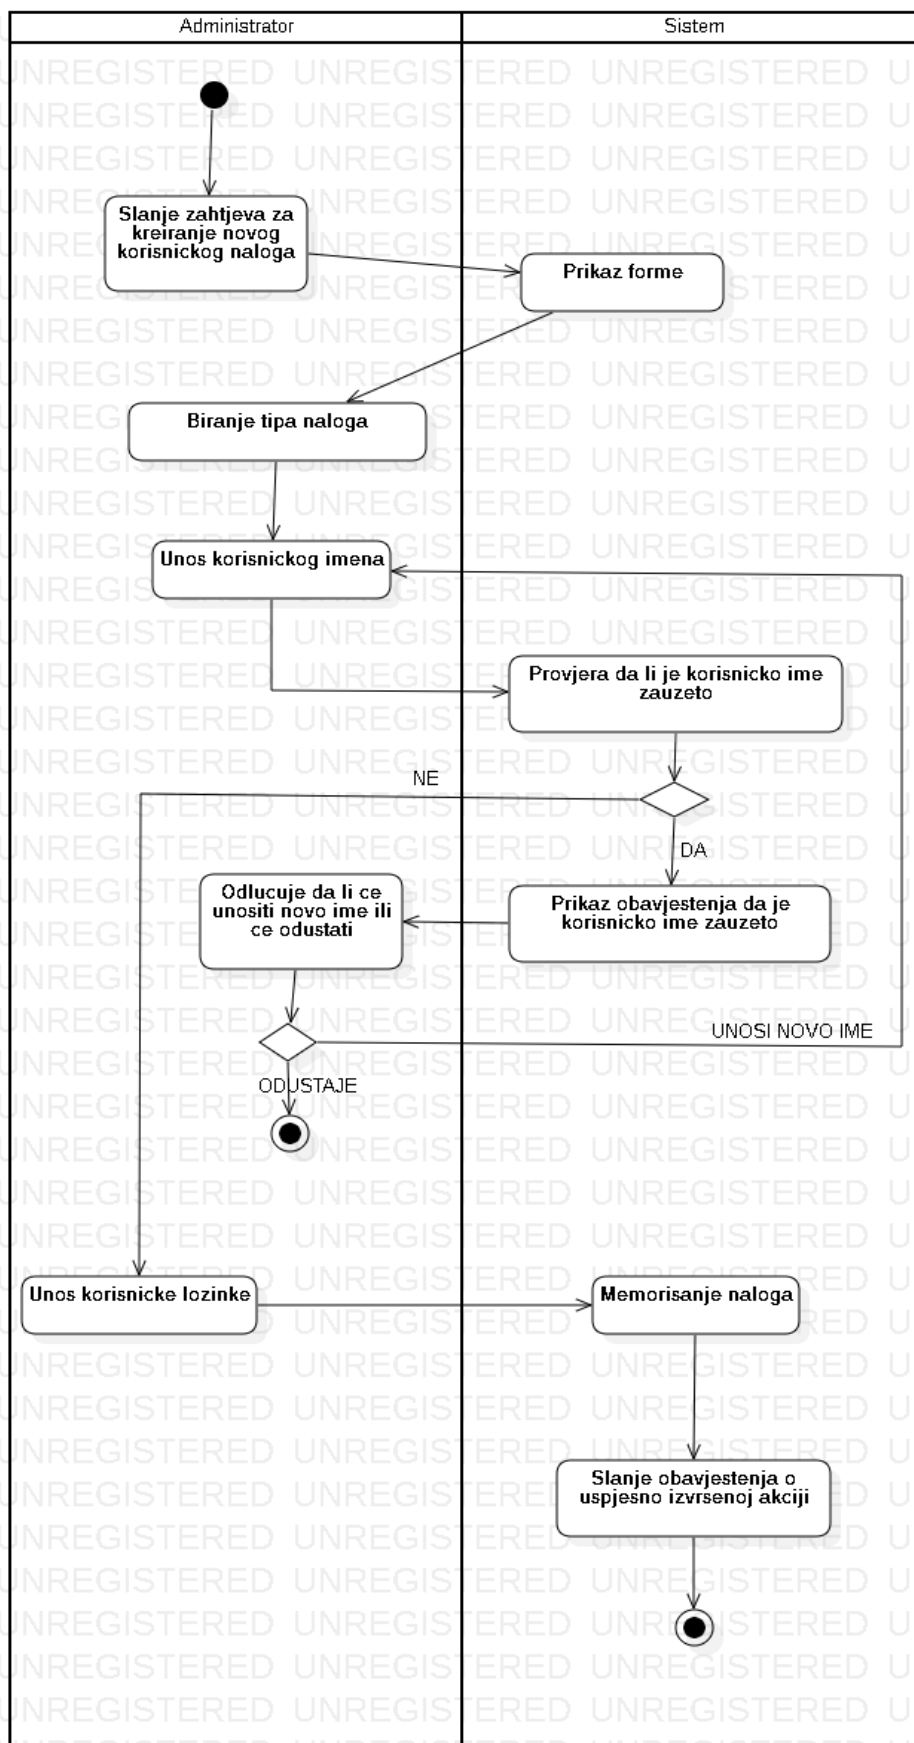 Administrator
Sistem
Slanje zahtjeva za
kreiranje novog
korisnickog naloga
Prikaz forme
Biranje tipa naloga
Unos korisnickog imena
Provjera da li je korisnicko ime
zauzeto
NE
DA
Odlucuje da li ce
unositi novo ime ili
ce odustati
Prikaz obavjestenja da je
korisnicko ime zauzeto
UNOSI NOVO IME
ODUSTAJE
Unos korisnicke lozinke
Memorisanje naloga
Slanje obavjestenja o
uspjesno izvrsenoj akciji
UNREGISTERED